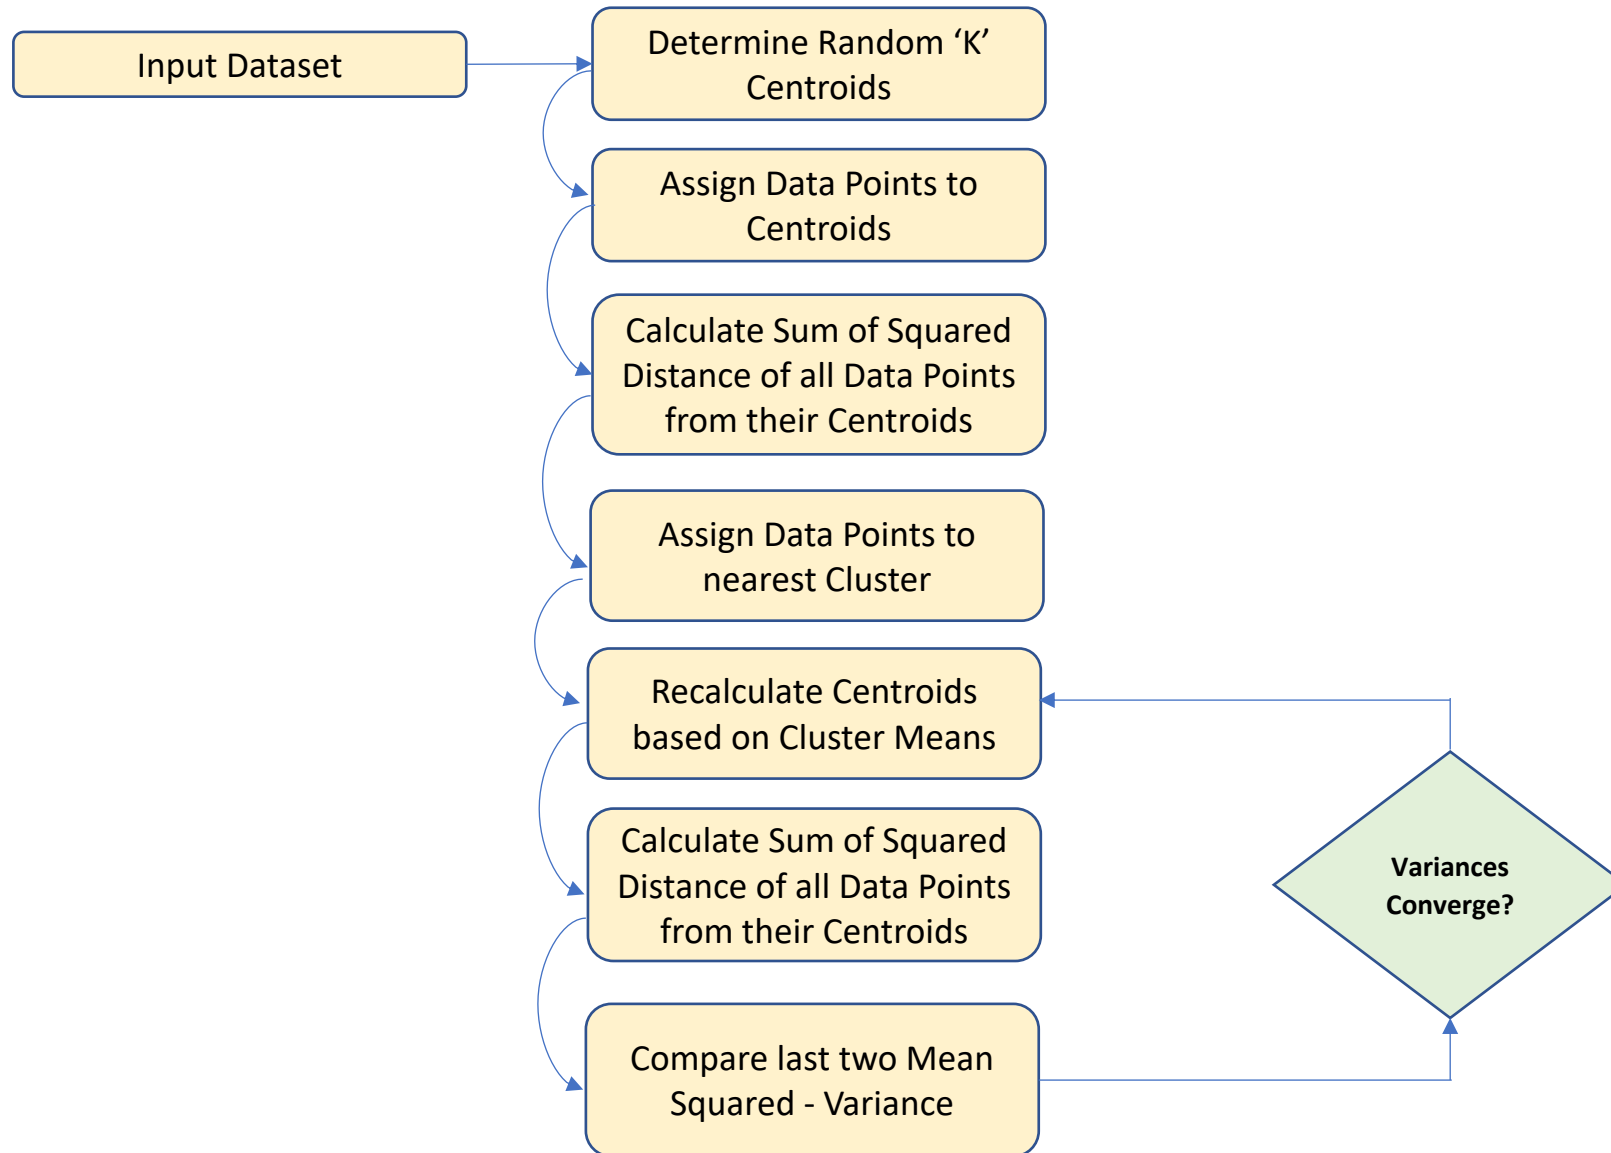 Input Dataset
Determine Random ‘K’
Centroids
Assign Data Points to
Centroids
Calculate Sum of Squared
Distance of all Data Points
from their Centroids
Assign Data Points to
nearest Cluster
Recalculate Centroids
based on Cluster Means
Calculate Sum of Squared
Distance of all Data Points
from their Centroids
Compare last two Mean
Squared - Variance
Variances
Converge?